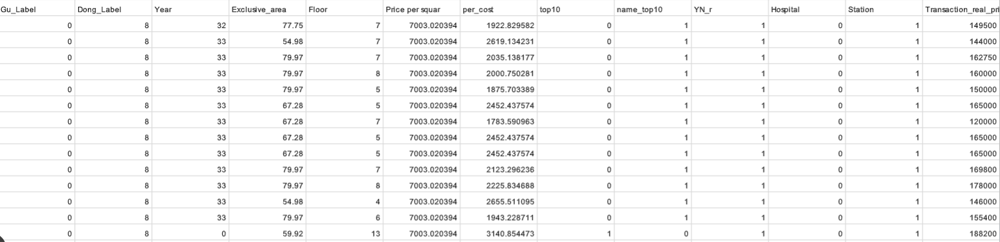 Gu_Label Dong_Label Year Exclusive_area Floor Price per squar per_cost top10 name_top10 YN_r Hospital Station Transaction_real_pri
0 8 32 77.75 7 7003.020394 1922.829582 0 1 1 0 1 149500
0 8 33 54.98 7 7003.020394 2619.134231 0 1 1 0 1 144000
0 8 33 79.97 7 7003.020394 2035.138177 0 1 1 0 1 162750
0 8 33 79.97 8 7003.020394 2000.750281 0 1 1 0 1 160000
0 8 33 79.97 5 7003.020394 1875.703389 0 1 1 0 1 150000
0 8 33 67.28 5 7003.020394 2452.437574 0 1 1 0 1 165000
0 8 33 67.28 7 7003.020394 1783.590963 0 1 1 0 1 120000
0 8 33 67.28 5 7003.020394 2452.437574 0 1 1 0 1 165000
0 8 33 67.28 5 7003.020394 2452.437574 0 1 1 0 1 165000
0 8 33 79.97 7 7003.020394 2123.296236 0 1 1 0 1 169800
0 8 33 79.97 8 7003.020394 2225.834688 0 1 1 0 1 178000
0 8 33 54.98 4 7003.020394 2655.511095 0 1 1 0 1 146000
0 8 33 79.97 6 7003.020394 1943.228711 0 1 1 0 1 155400
0 8 0 59.92 13 7003.020394 3140.854473 1 0 1 0 1 188200